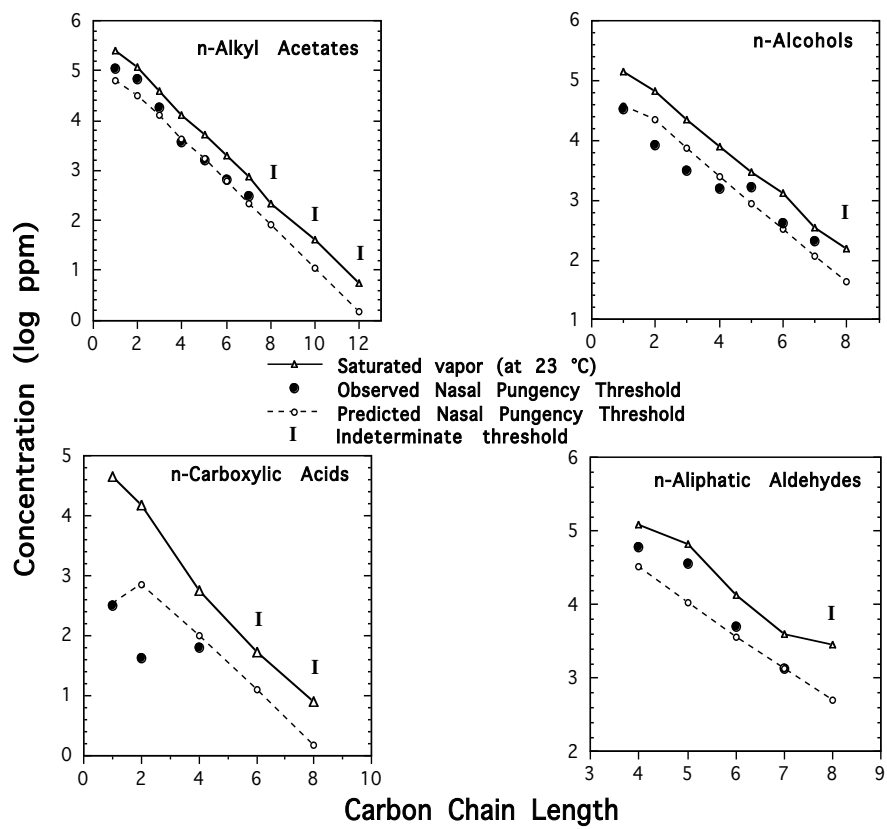 n-Alkyl Acetates
6
5
4
3
2
1
0
I
I
I
0 2 4 6 8 10 12
n-Alcohols
6
5
4
3
2
1
I
0 2 4 6 8
Concentration (log ppm)
Saturated vapor (at 23 °C)
Observed Nasal Pungency Threshold
Predicted Nasal Pungency Threshold
I Indeterminate threshold
n-Carboxylic Acids
5
4
3
2
1
0
I
I
0 2 4 6 8 10
n-Aliphatic Aldehydes
6
5
4
3
2
I
3 4 5 6 7 8 9
Carbon Chain Length